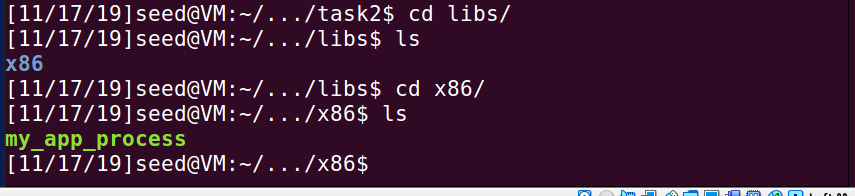 [11/17/19]seed@VM:~/.../task2$ cd libs/
[11/17/19]seed@VM:~/.../libs$ ls
x86
[11/17/19]seed@VM:~/.../libs$ cd x86/
[11/17/19]seed@VM:~/.../x86$ ls
my_app_process
[11/17/19]seed@VM:~/.../x86$